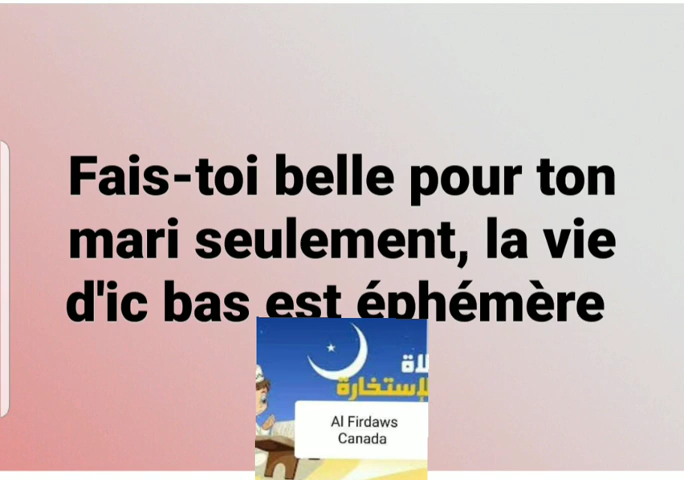 Fais-toi belle pour ton
mari seulement, la vie
d'ic bas est éphémère
Al Firdaws
Canada